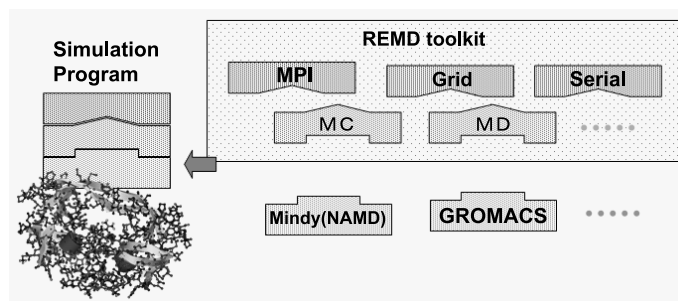 Simulation
Program
REMD toolkit
MPI
Grid
Serial
MC
MD
Mindy(NAMD)
GROMACS